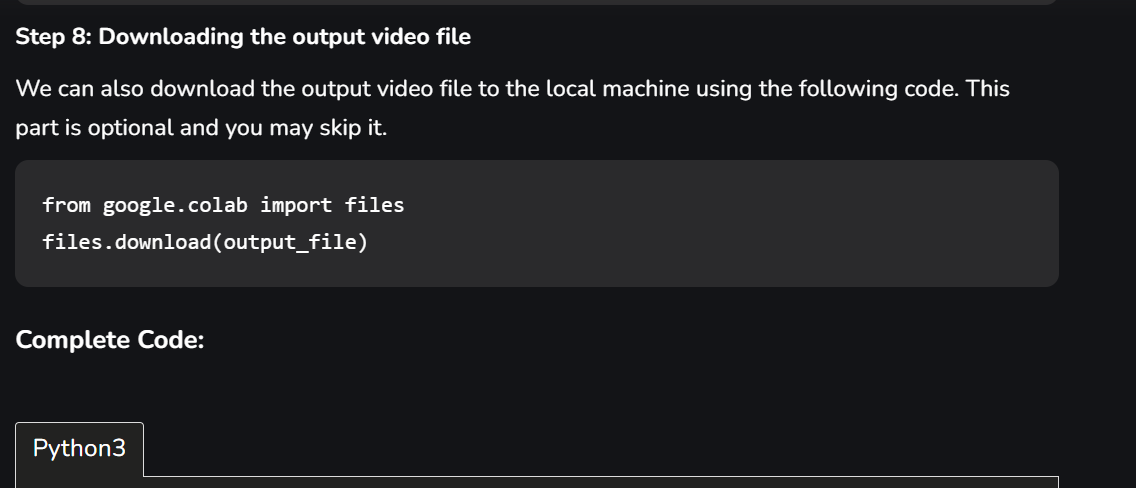 Step 8: Downloading the output video file
We can also download the output video file to the local machine using the following code. This
part is optional and you may skip it.
from google.colab import files
files.download(output_file)
Complete Code:
Python3